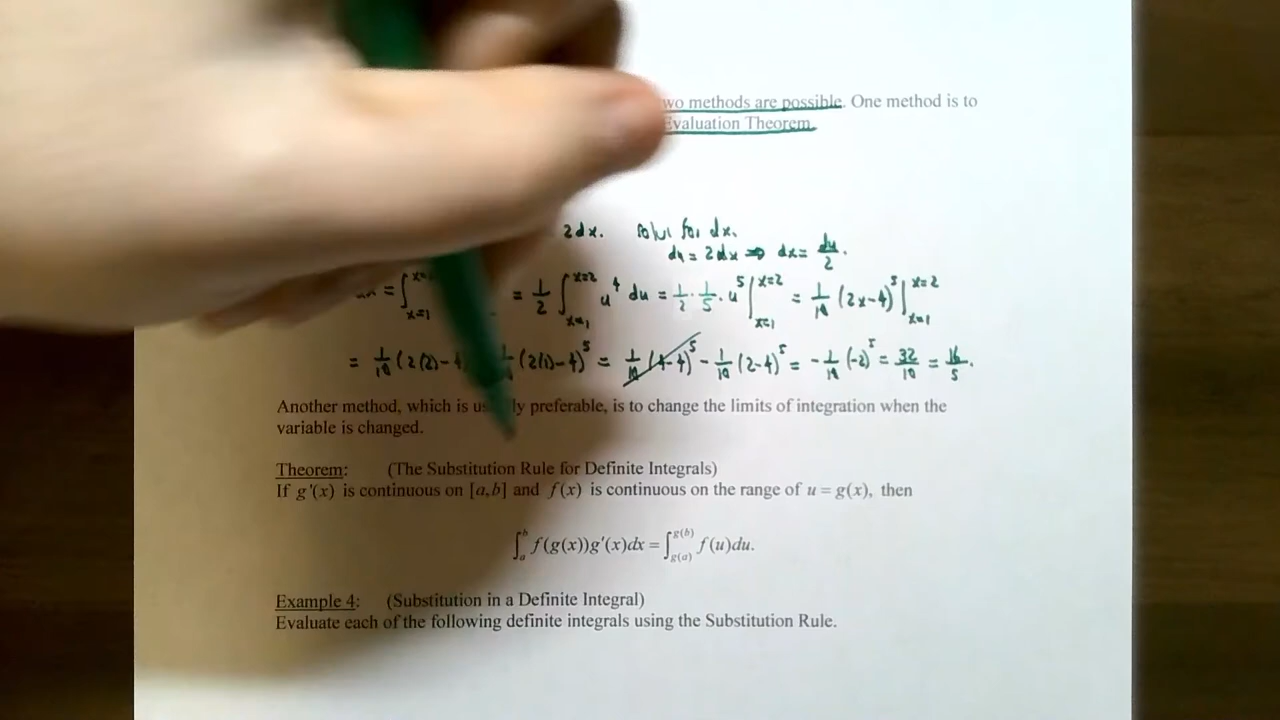 wo methods are possible. One method is to
Evaluation Theorem.
2dx. solve for dx.
du = 2dx ⇒ dx = du/2.
= ∫_{x=1} = 1/2 ∫_{x=1}^{x=2} u^4 du = 1/2 · 1/5 · u^5 |_{x=1}^{x=2} = 1/10 (2x-4)^5 |_{x=1}^{x=2}
= 1/10 (2(2)-4 (2(1)-4)^5 = 1/10 (4-4)^5 - 1/10 (2-4)^5 = -1/10 (-2)^5 = 32/10 = 16/5.
Another method, which is preferable, is to change the limits of integration when the
variable is changed.
Theorem: (The Substitution Rule for Definite Integrals)
If g'(x) is continuous on [a,b] and f(x) is continuous on the range of u = g(x), then
∫_a^b f(g(x))g'(x)dx = ∫_{g(a)}^{g(b)} f(u)du.
Example 4: (Substitution in a Definite Integral)
Evaluate each of the following definite integrals using the Substitution Rule.